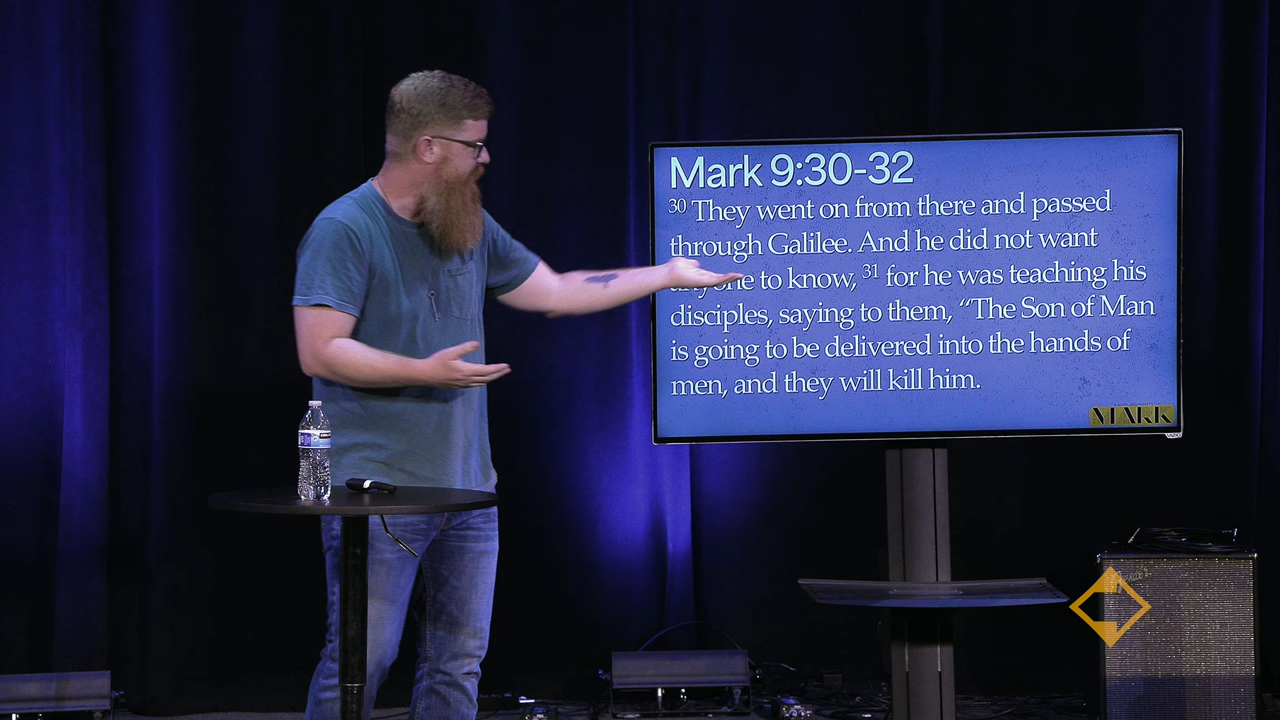 Mark 9:30-32
30 They went on from there and passed
through Galilee. And he did not want
anyone to know, 31 for he was teaching his
disciples, saying to them, “The Son of Man
is going to be delivered into the hands of
men, and they will kill him.
MARK
VIZIO